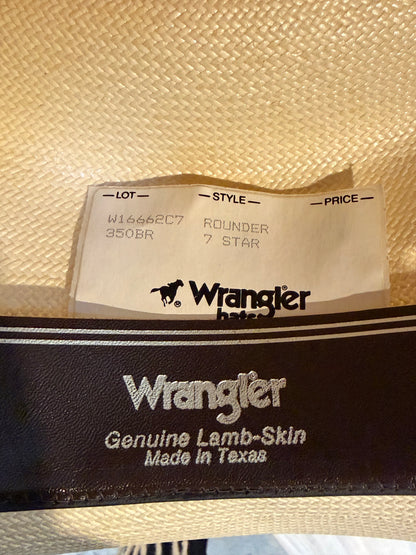 LOT STYLE PRICE
W16662C7 ROUNDER
350BR 7 STAR
® Wrangler
hats
Wrangler
Genuine Lamb-Skin
Made In Texas